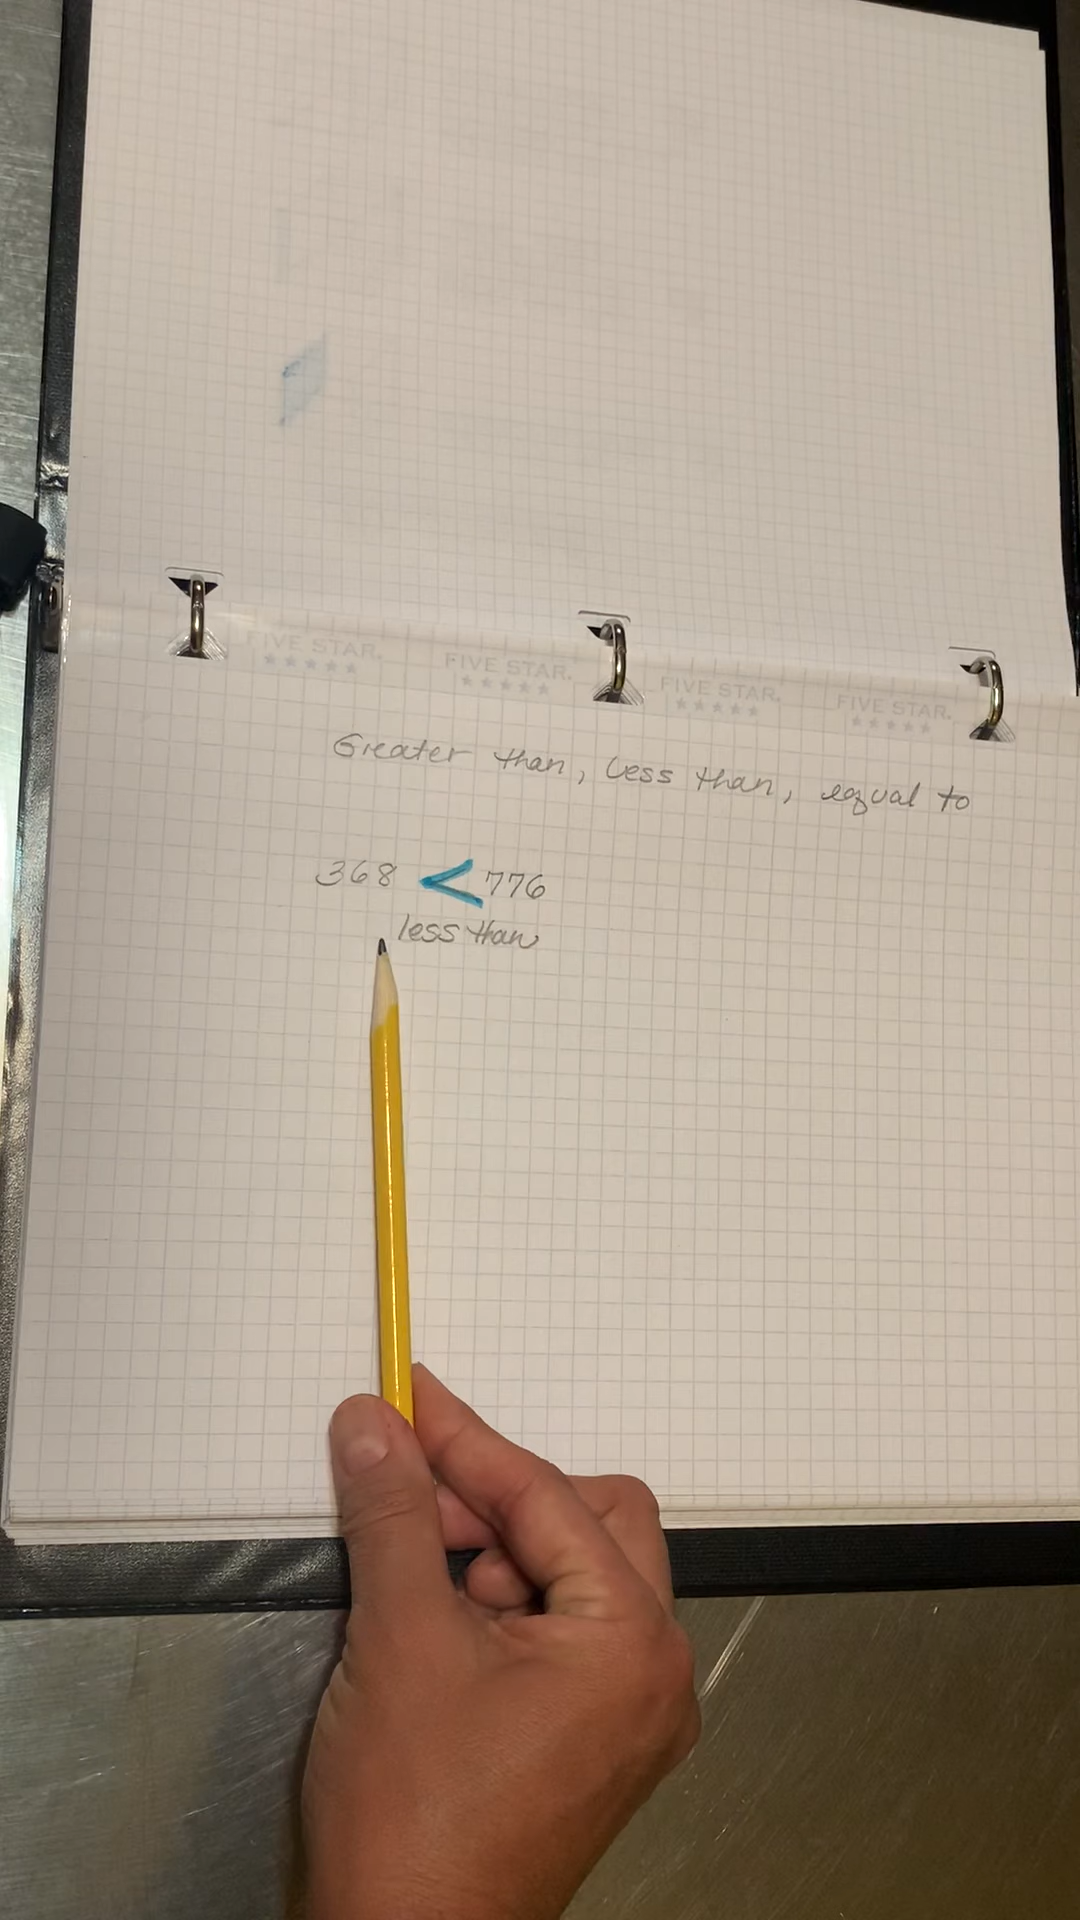 FIVE STAR. FIVE STAR. FIVE STAR. FIVE STAR.
Greater than, less than, equal to
368 < 776
less than